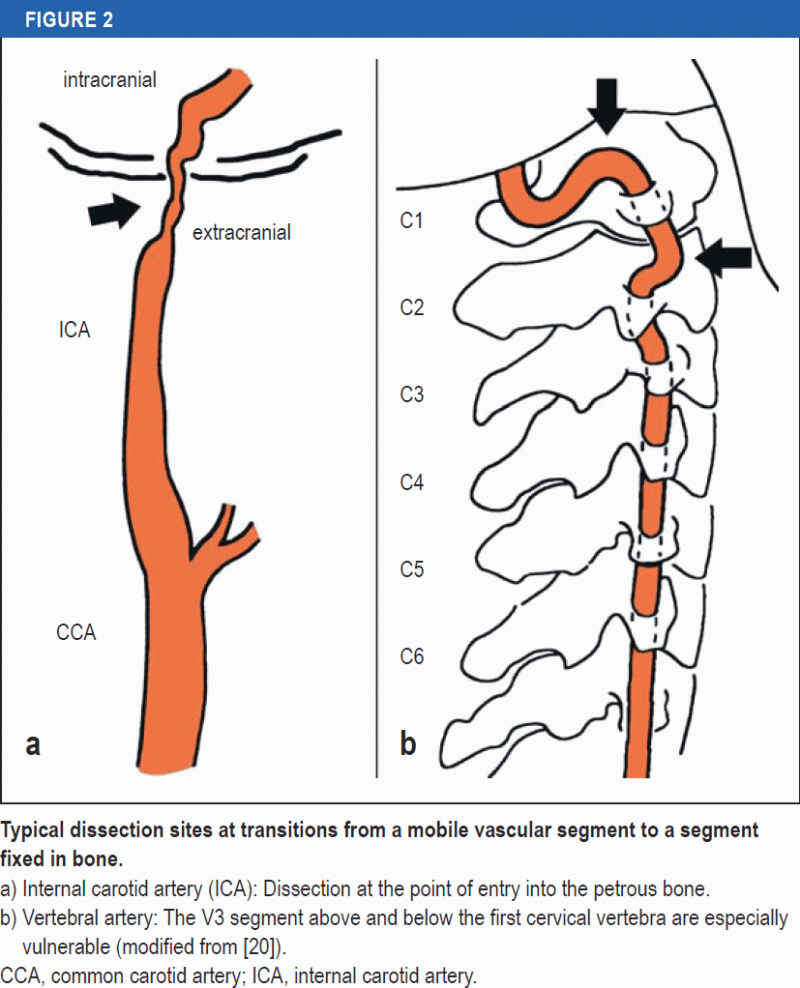 FIGURE 2
intracranial
extracranial
ICA
CCA
a
C1
C2
C3
C4
C5
C6
b
Typical dissection sites at transitions from a mobile vascular segment to a segment
fixed in bone.
a) Internal carotid artery (ICA): Dissection at the point of entry into the petrous bone.
b) Vertebral artery: The V3 segment above and below the first cervical vertebra are especially
vulnerable (modified from [20]).
CCA, common carotid artery; ICA, internal carotid artery.